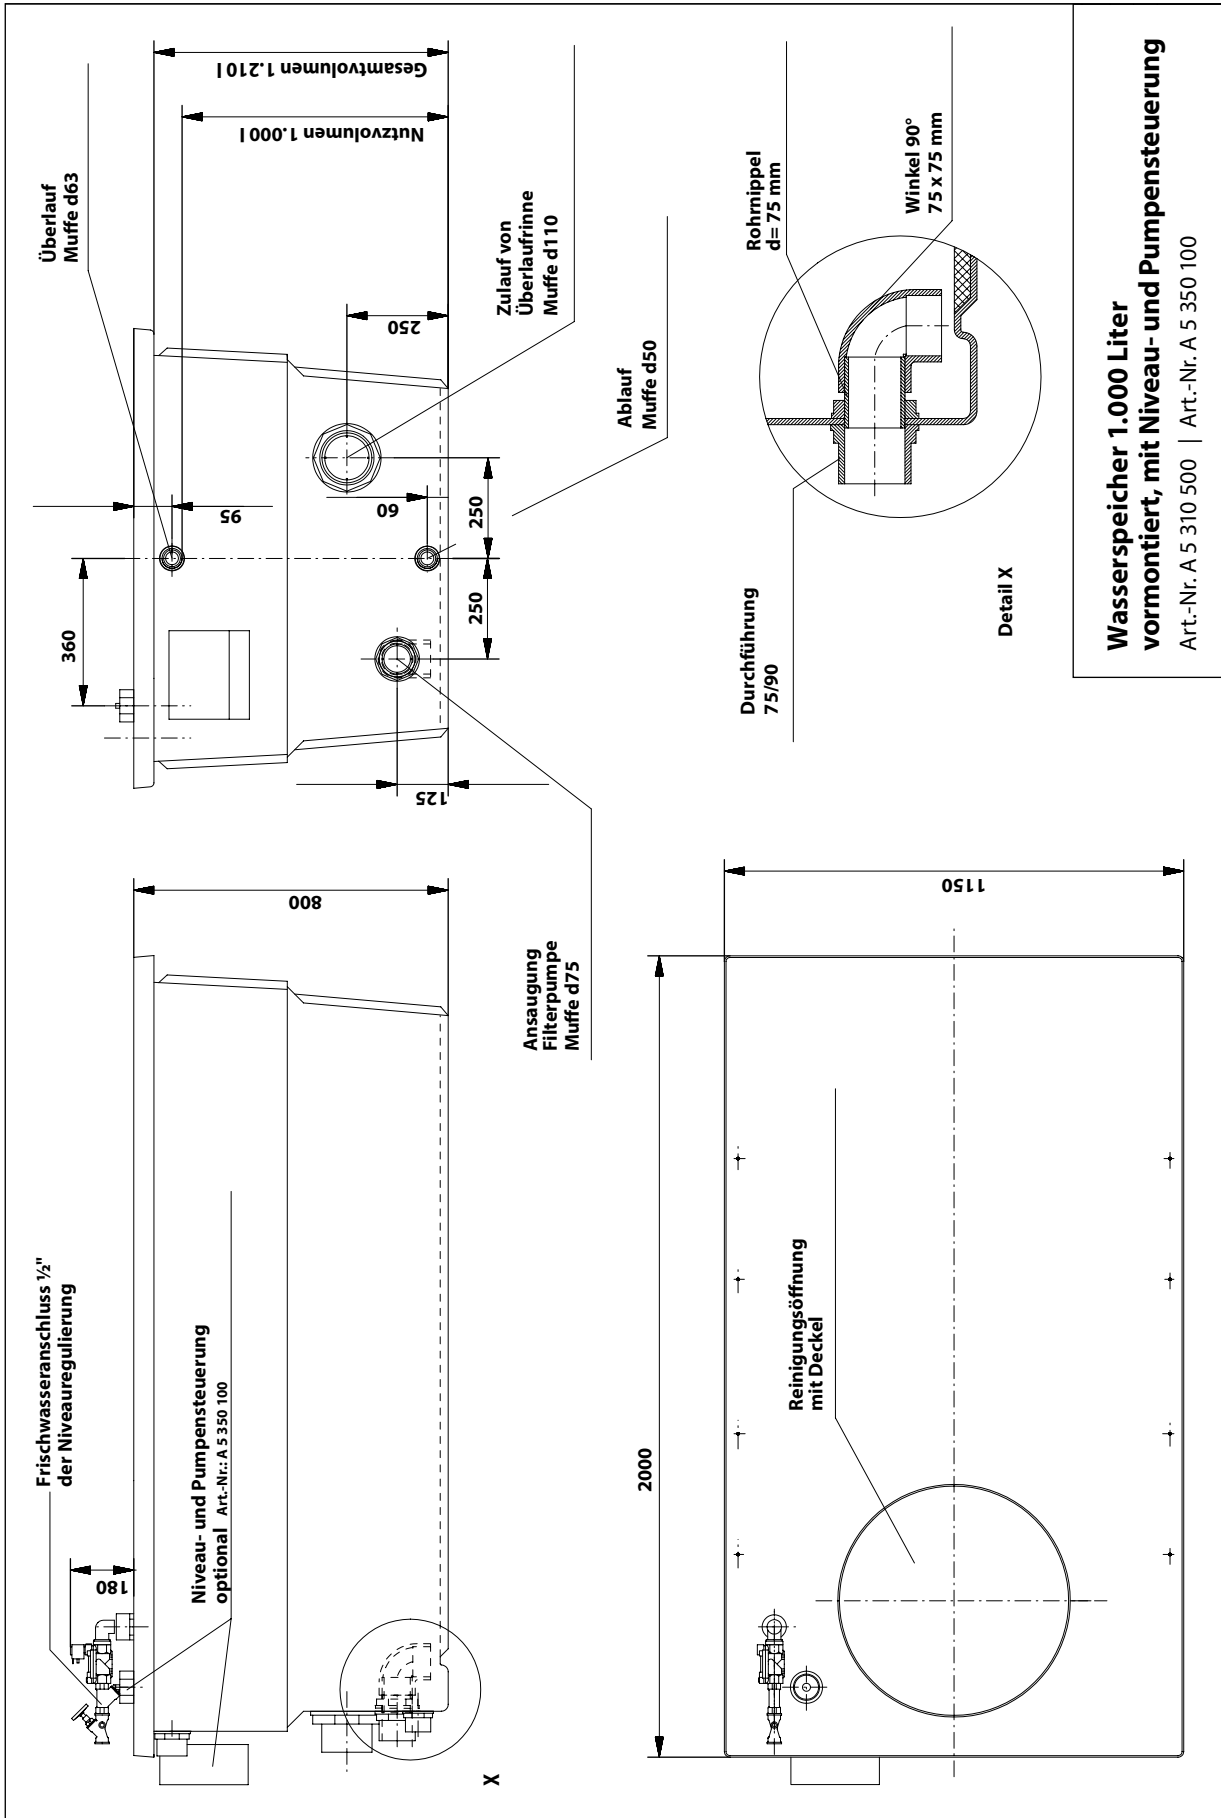 Frischwasseranschluss ½"
der Niveauregulierung
180
Niveau- und Pumpensteuerung
optional Art.-Nr.: A 5 350 100
X
800
Überlauf
Muffe d63
Gesamtvolumen 1.210 l
Nutzvolumen 1.000 l
360
95
250
60
250
250
125
Zulauf von
Überlaufrinne
Muffe d110
Ablauf
Muffe d50
Ansaugung
Filterpumpe
Muffe d75
2000
1150
Reinigungsöffnung
mit Deckel
Rohrnippel
d= 75 mm
Winkel 90°
75 x 75 mm
Durchführung
75/90
Detail X
Wasserspeicher 1.000 Liter
vormontiert, mit Niveau- und Pumpensteuerung
Art.-Nr. A 5 310 500 | Art.-Nr. A 5 350 100